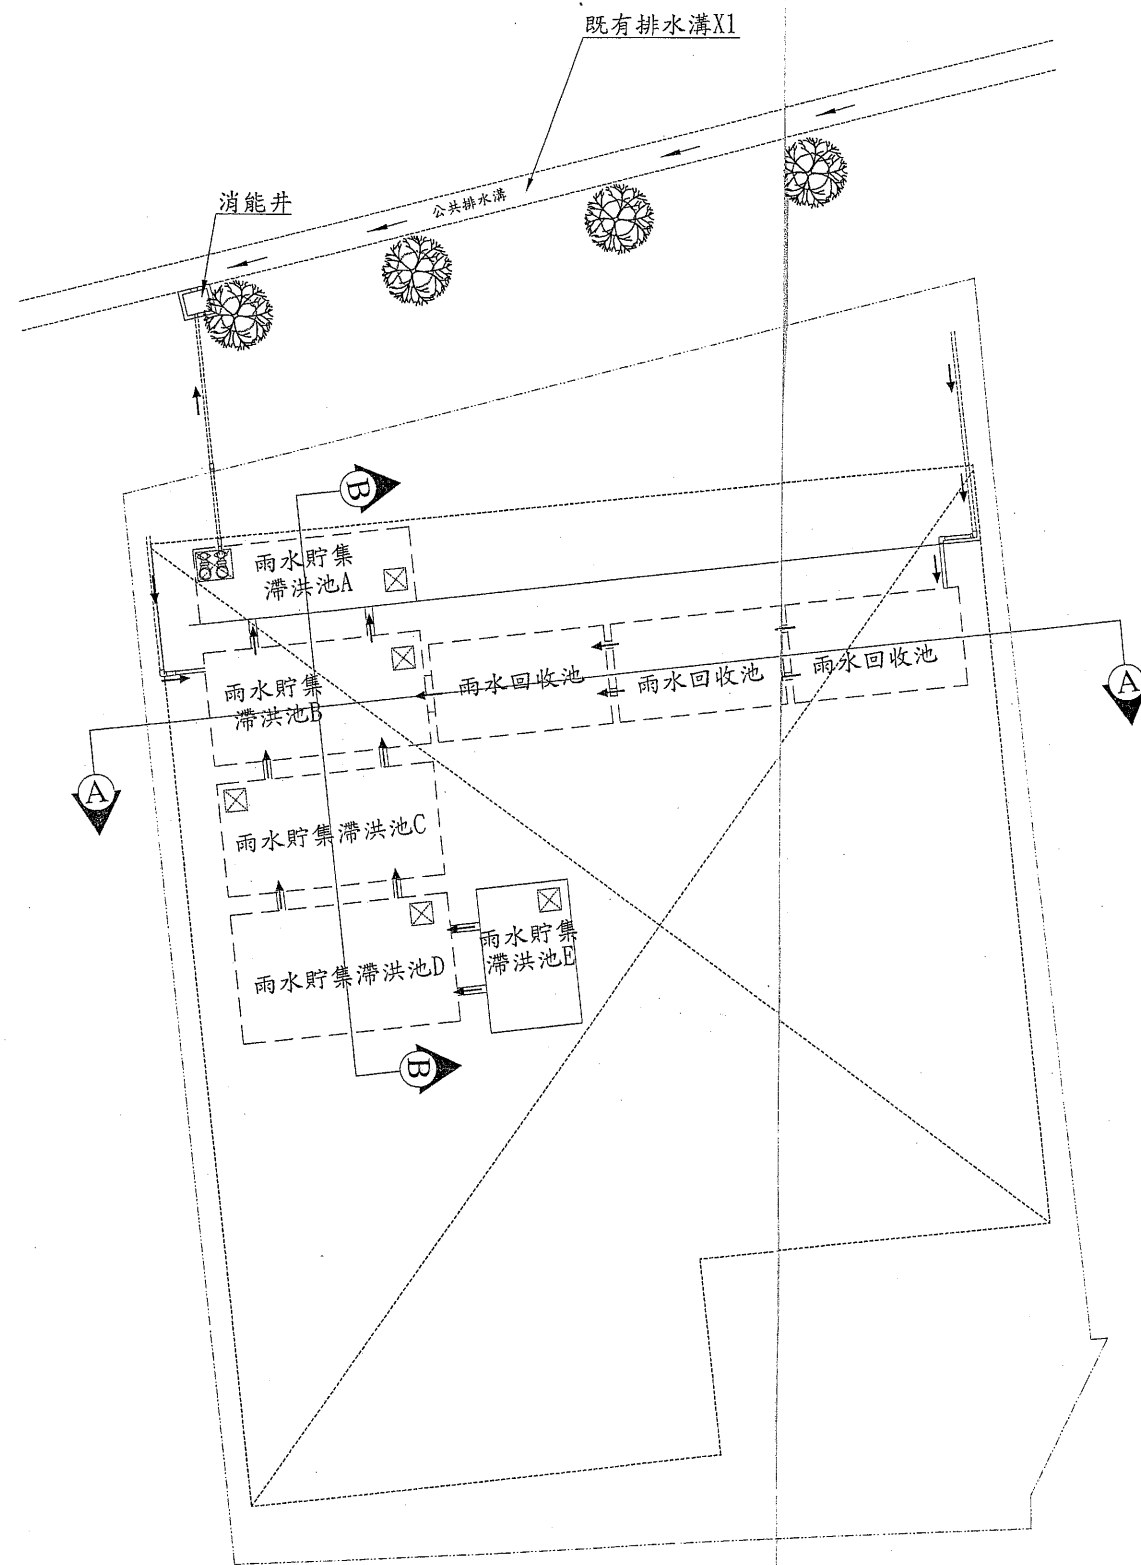 既有排水溝X1
消能井
公共排水溝
B
雨水貯集
滯洪池A
雨水貯集
滯洪池B
雨水回收池
雨水回收池
雨水回收池
A
A
雨水貯集滯洪池C
雨水貯集滯洪池D
雨水貯集
滯洪池E
B